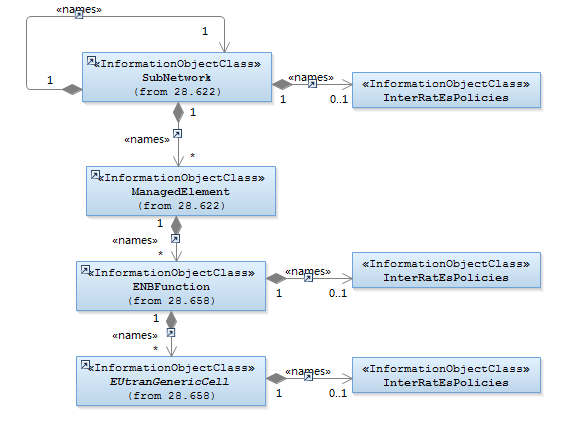 «names»
1
1
«InformationObjectClass»
SubNetwork
(from 28.622)
«names»
1
0..1
«InformationObjectClass»
InterRatEsPolicies
1
«names»
*
«InformationObjectClass»
ManagedElement
(from 28.622)
1
«names»
*
«InformationObjectClass»
ENBFunction
(from 28.658)
«names»
1
0..1
«InformationObjectClass»
InterRatEsPolicies
1
«names»
*
«InformationObjectClass»
EUtranGenericCell
(from 28.658)
«names»
1
0..1
«InformationObjectClass»
InterRatEsPolicies